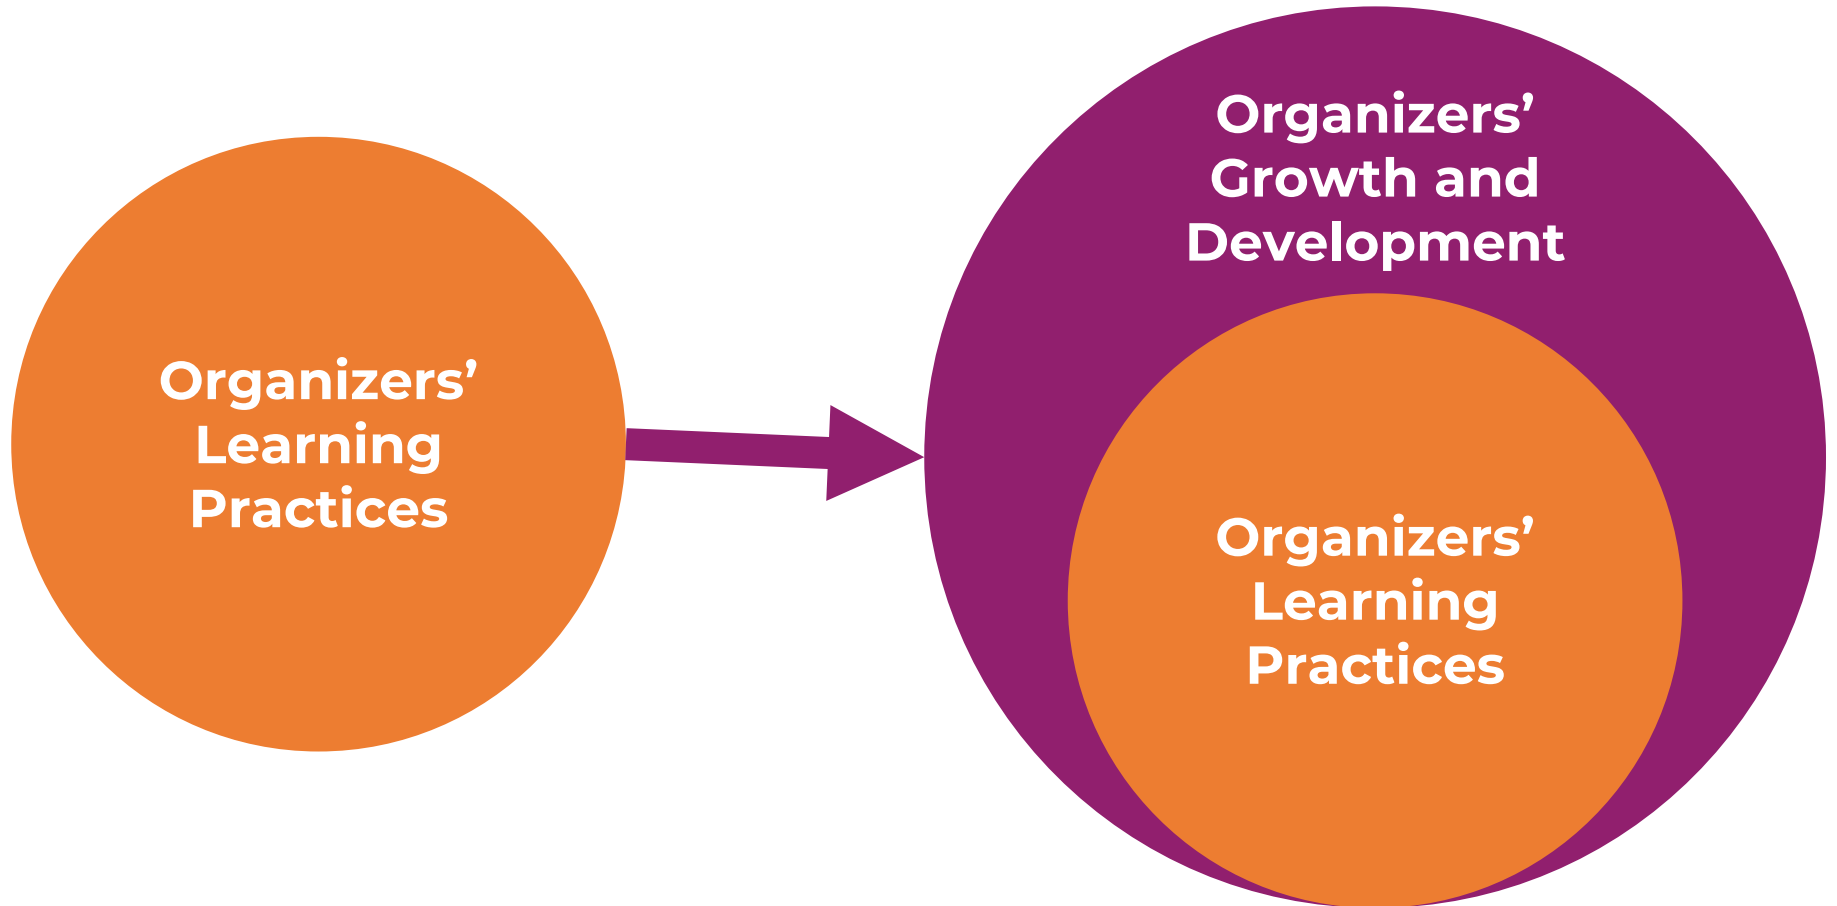 Organizers’
Learning
Practices
Organizers’
Growth and
Development
Organizers’
Learning
Practices